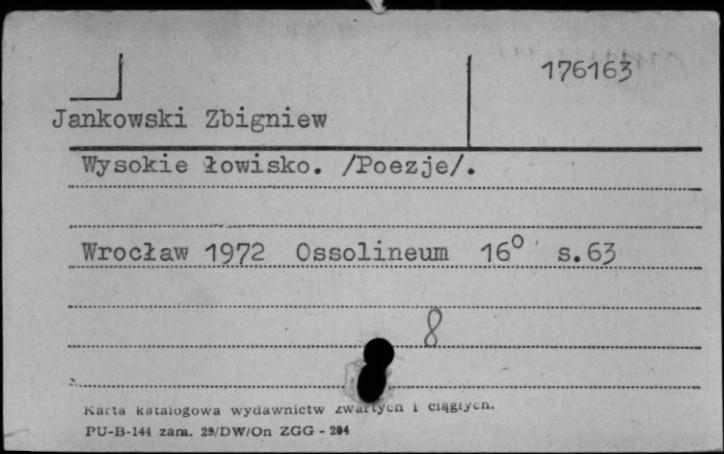 176163
Jankowski Zbigniew
Wysokie łowisko. /Poezje/.
Wrocław 1972 Ossolineum 16° s.63
8
Karta katalogowa wydawnictw zwartych i ciągłych.
PU-B-144 zam. 29/DW/On ZGG - 204